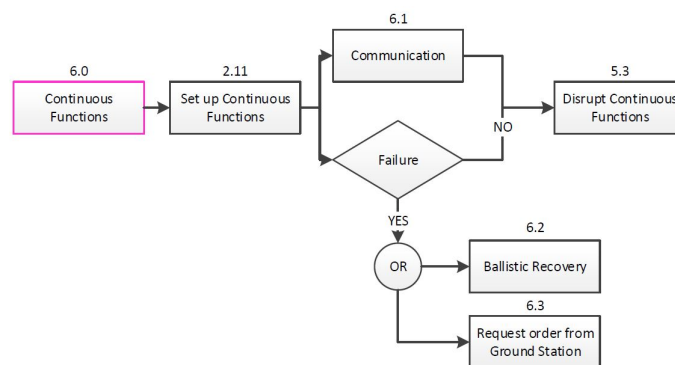 6.1
Communication
6.0
Continuous
Functions
2.11
Set up Continuous
Functions
5.3
Disrupt Continuous
Functions
NO
Failure
YES
OR
6.2
Ballistic Recovery
6.3
Request order from
Ground Station